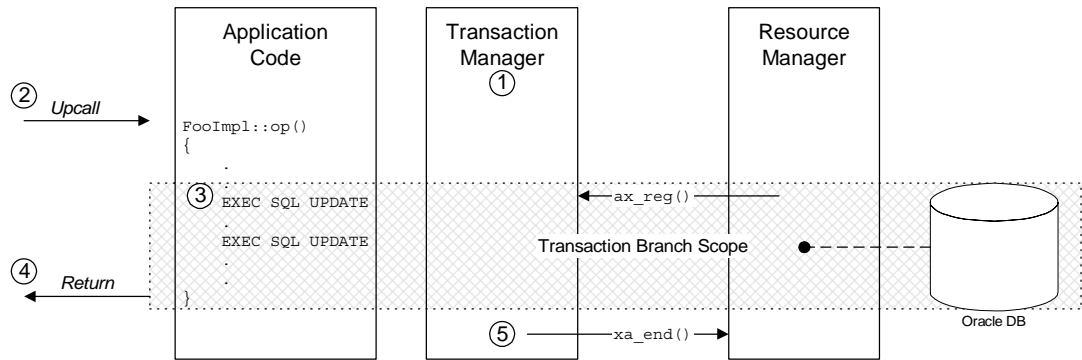 Application
Code
Transaction
Manager
①
Resource
Manager
②
Upcall
FooImpl::op()
{
.
.
③
EXEC SQL UPDATE
.
EXEC SQL UPDATE
.
.
}
ax_reg()
Transaction Branch Scope
④
Return
Oracle DB
⑤
xa_end()